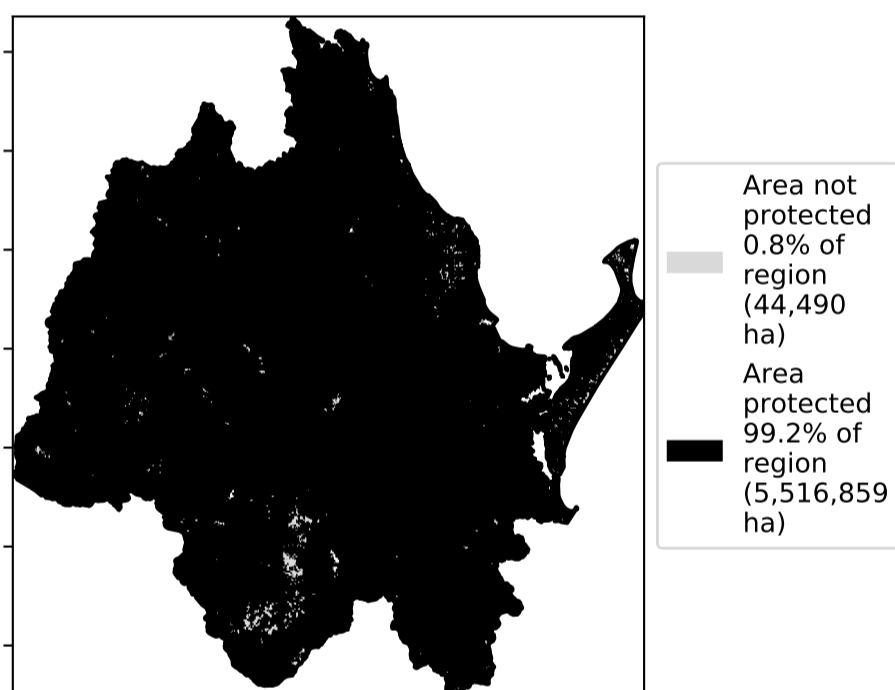 Area not
protected
0.8% of
region
(44,490
ha)
Area
protected
99.2% of
region
(5,516,859
ha)